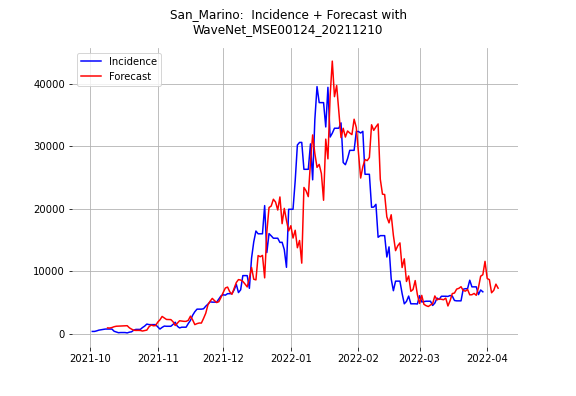 San_Marino:  Incidence + Forecast with
WaveNet_MSE00124_20211210
Incidence
Forecast
40000
30000
20000
10000
0
2021-10 2021-11 2021-12 2022-01 2022-02 2022-03 2022-04